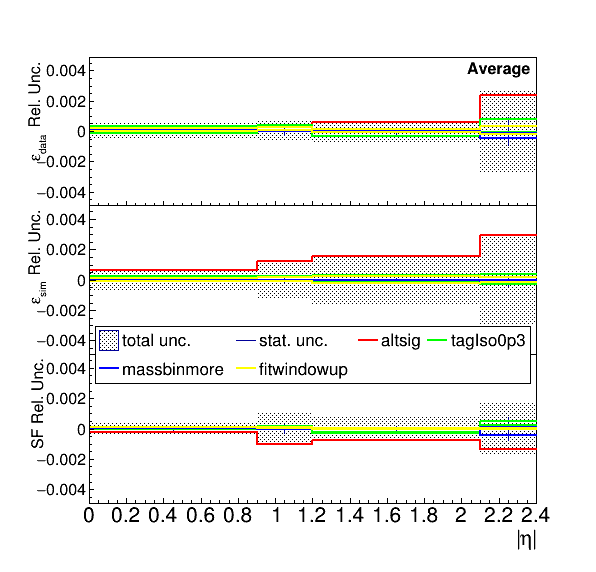 Average
0.004
0.002
0
−0.002
−0.004
ε_data Rel. Unc.
0.004
0.002
0
−0.002
−0.004
ε_sim Rel. Unc.
total unc. stat. unc. altsig tagIso0p3
massbinmore fitwindowup
0.004
0.002
0
−0.002
−0.004
SF Rel. Unc.
0 0.2 0.4 0.6 0.8 1 1.2 1.4 1.6 1.8 2 2.2 2.4
|η|